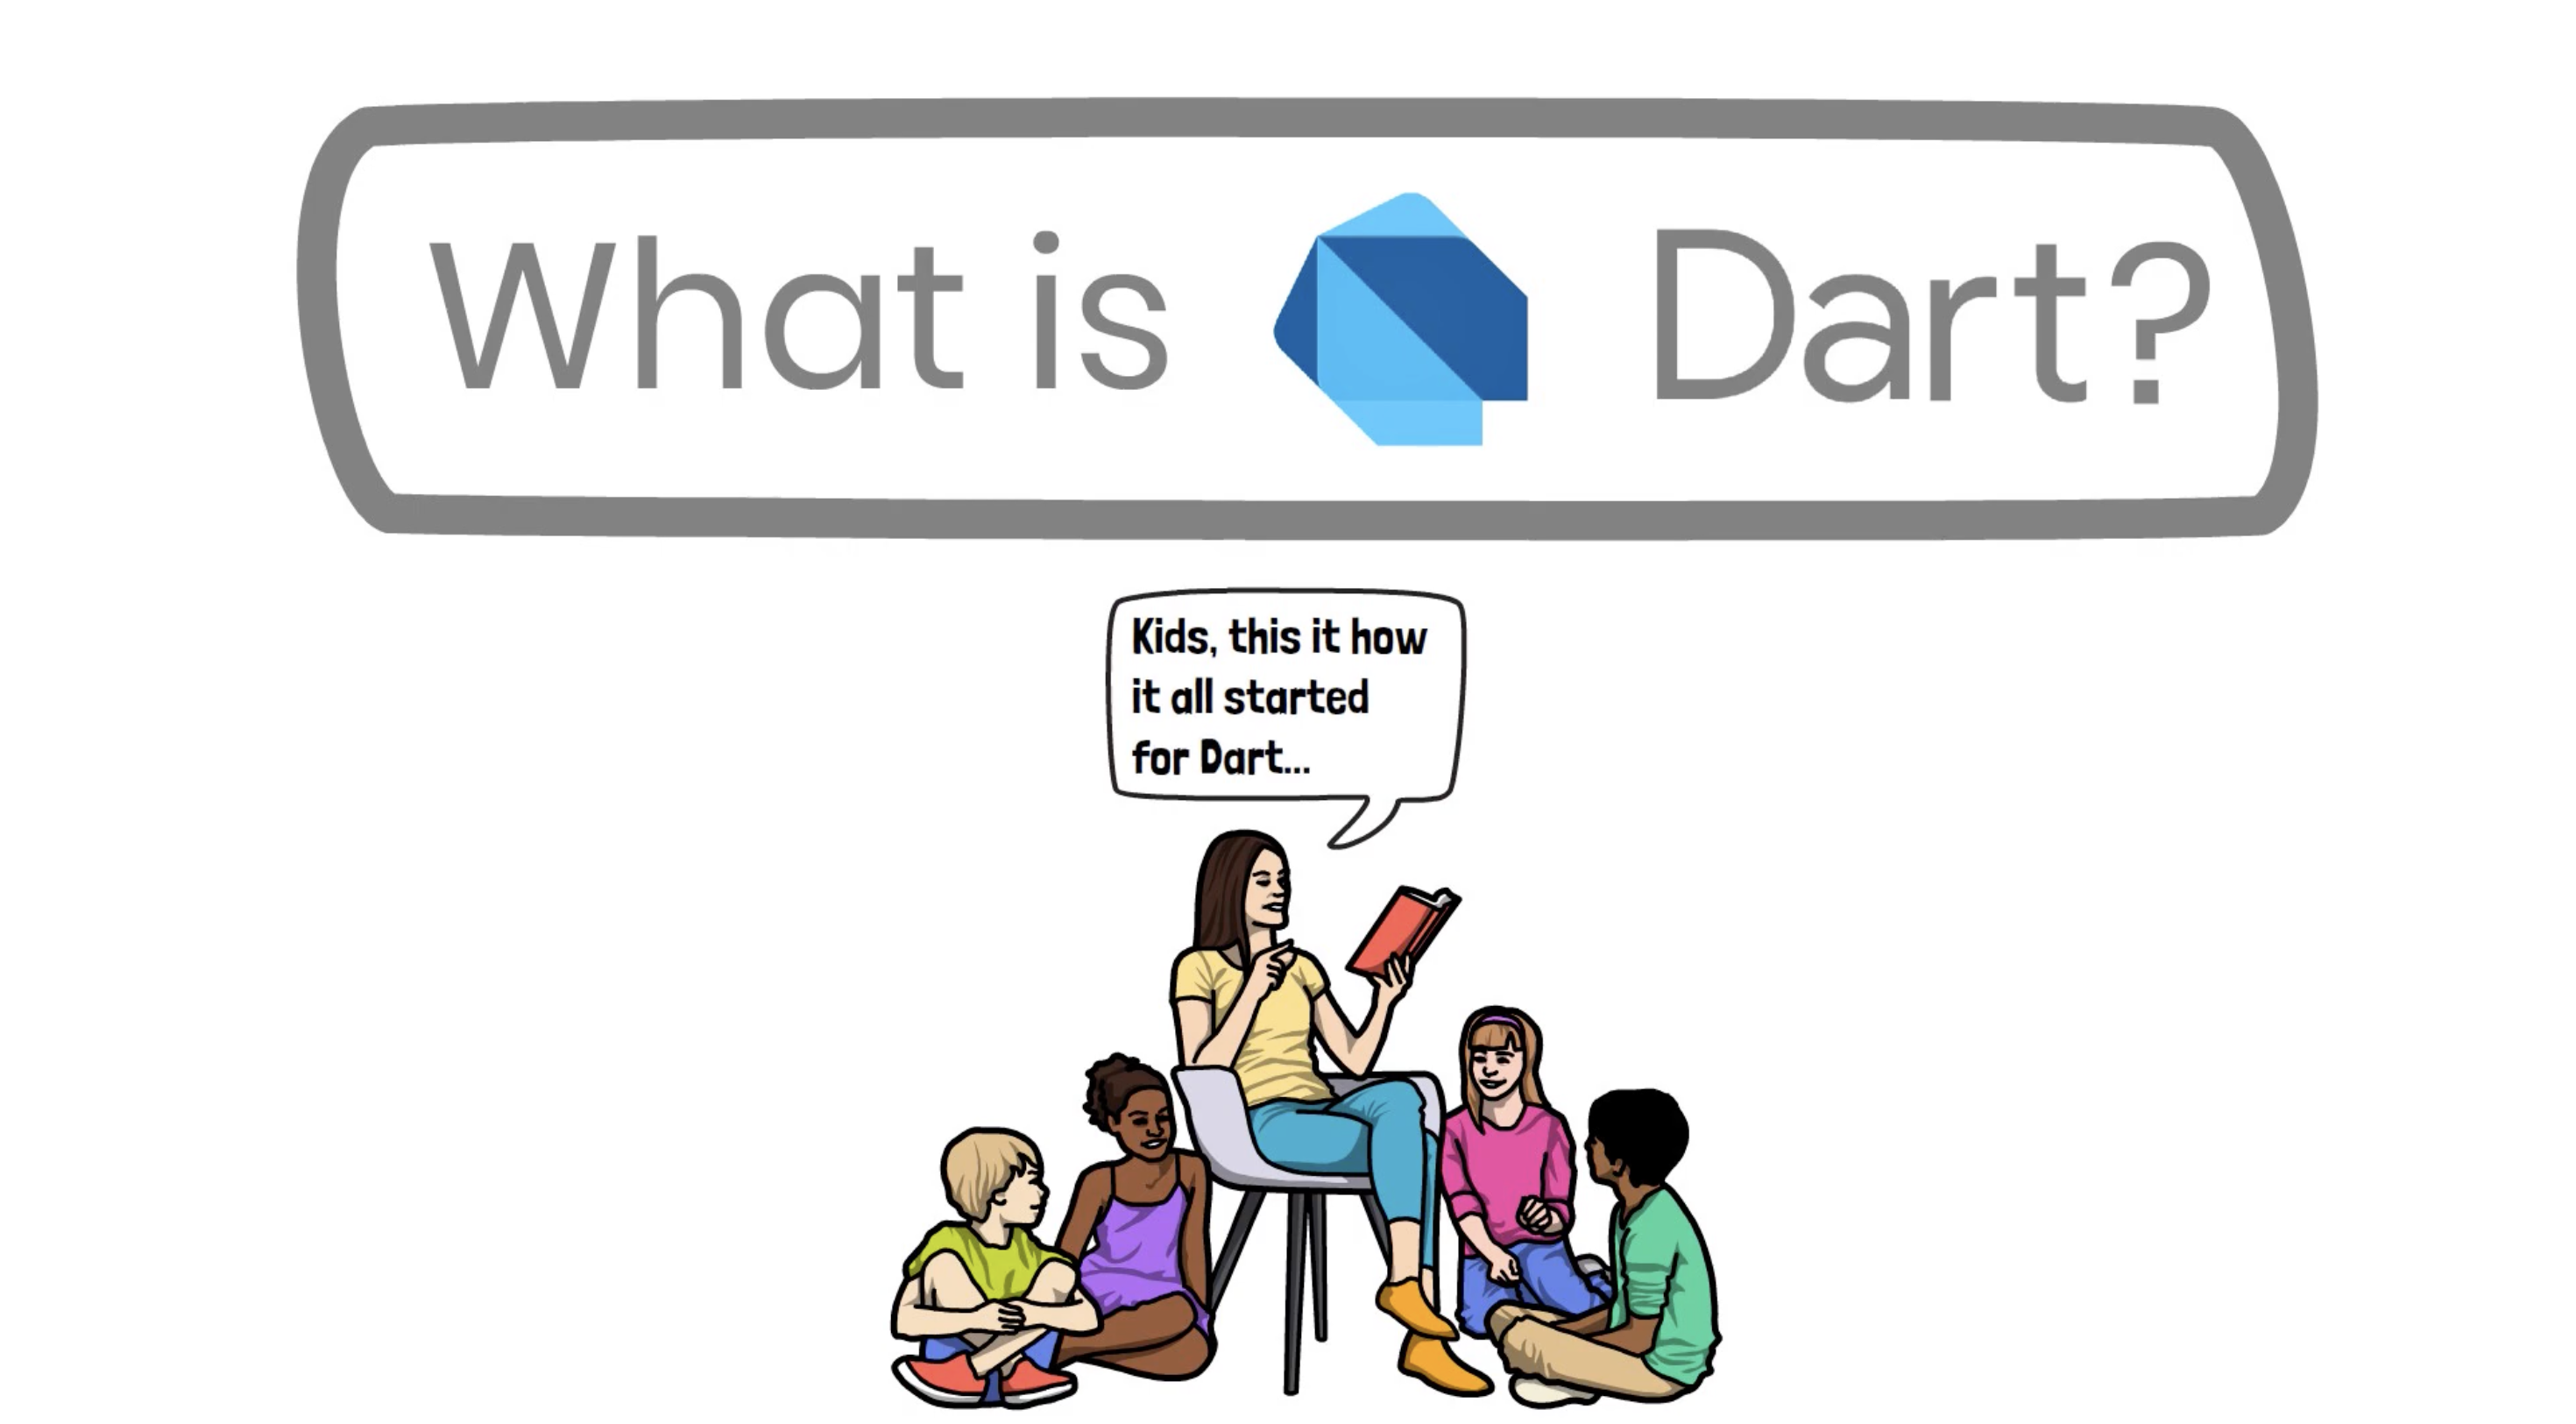 What is Dart?
Kids, this it how
it all started
for Dart...